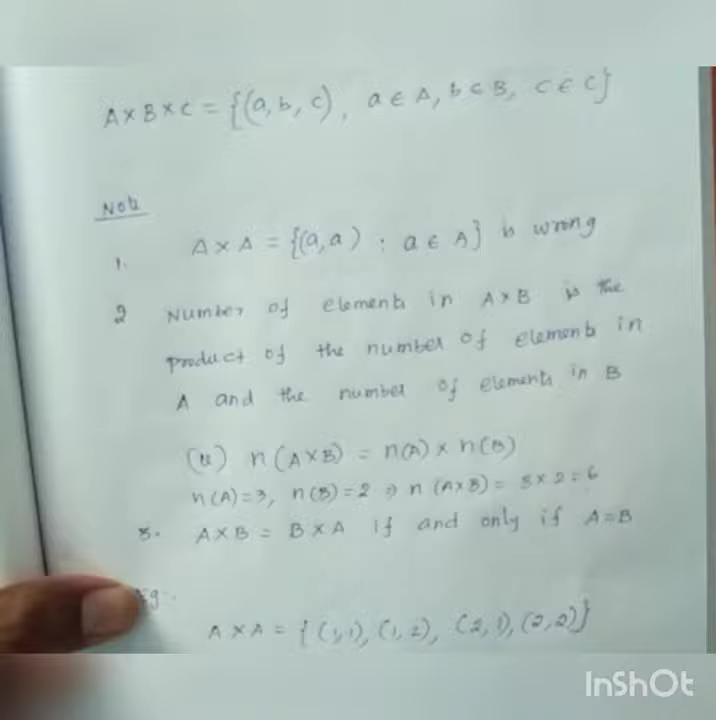 A×B×C = {(a, b, c), a ∈ A, b ∈ B, c ∈ C}
Note
1. A×A = {(a, a) : a ∈ A} is wrong
2 Number of elements in A×B is the
product of the number of elements in
A and the number of elements in B
(ie) n(A×B) = n(A) × n(B)
n(A)=3, n(B)=2 ⇒ n(A×B) = 3×2=6
3. A×B = B×A if and only if A=B
Eg:-
A×A = {(1,1), (1,2), (2,1), (2,2)}
InShOt